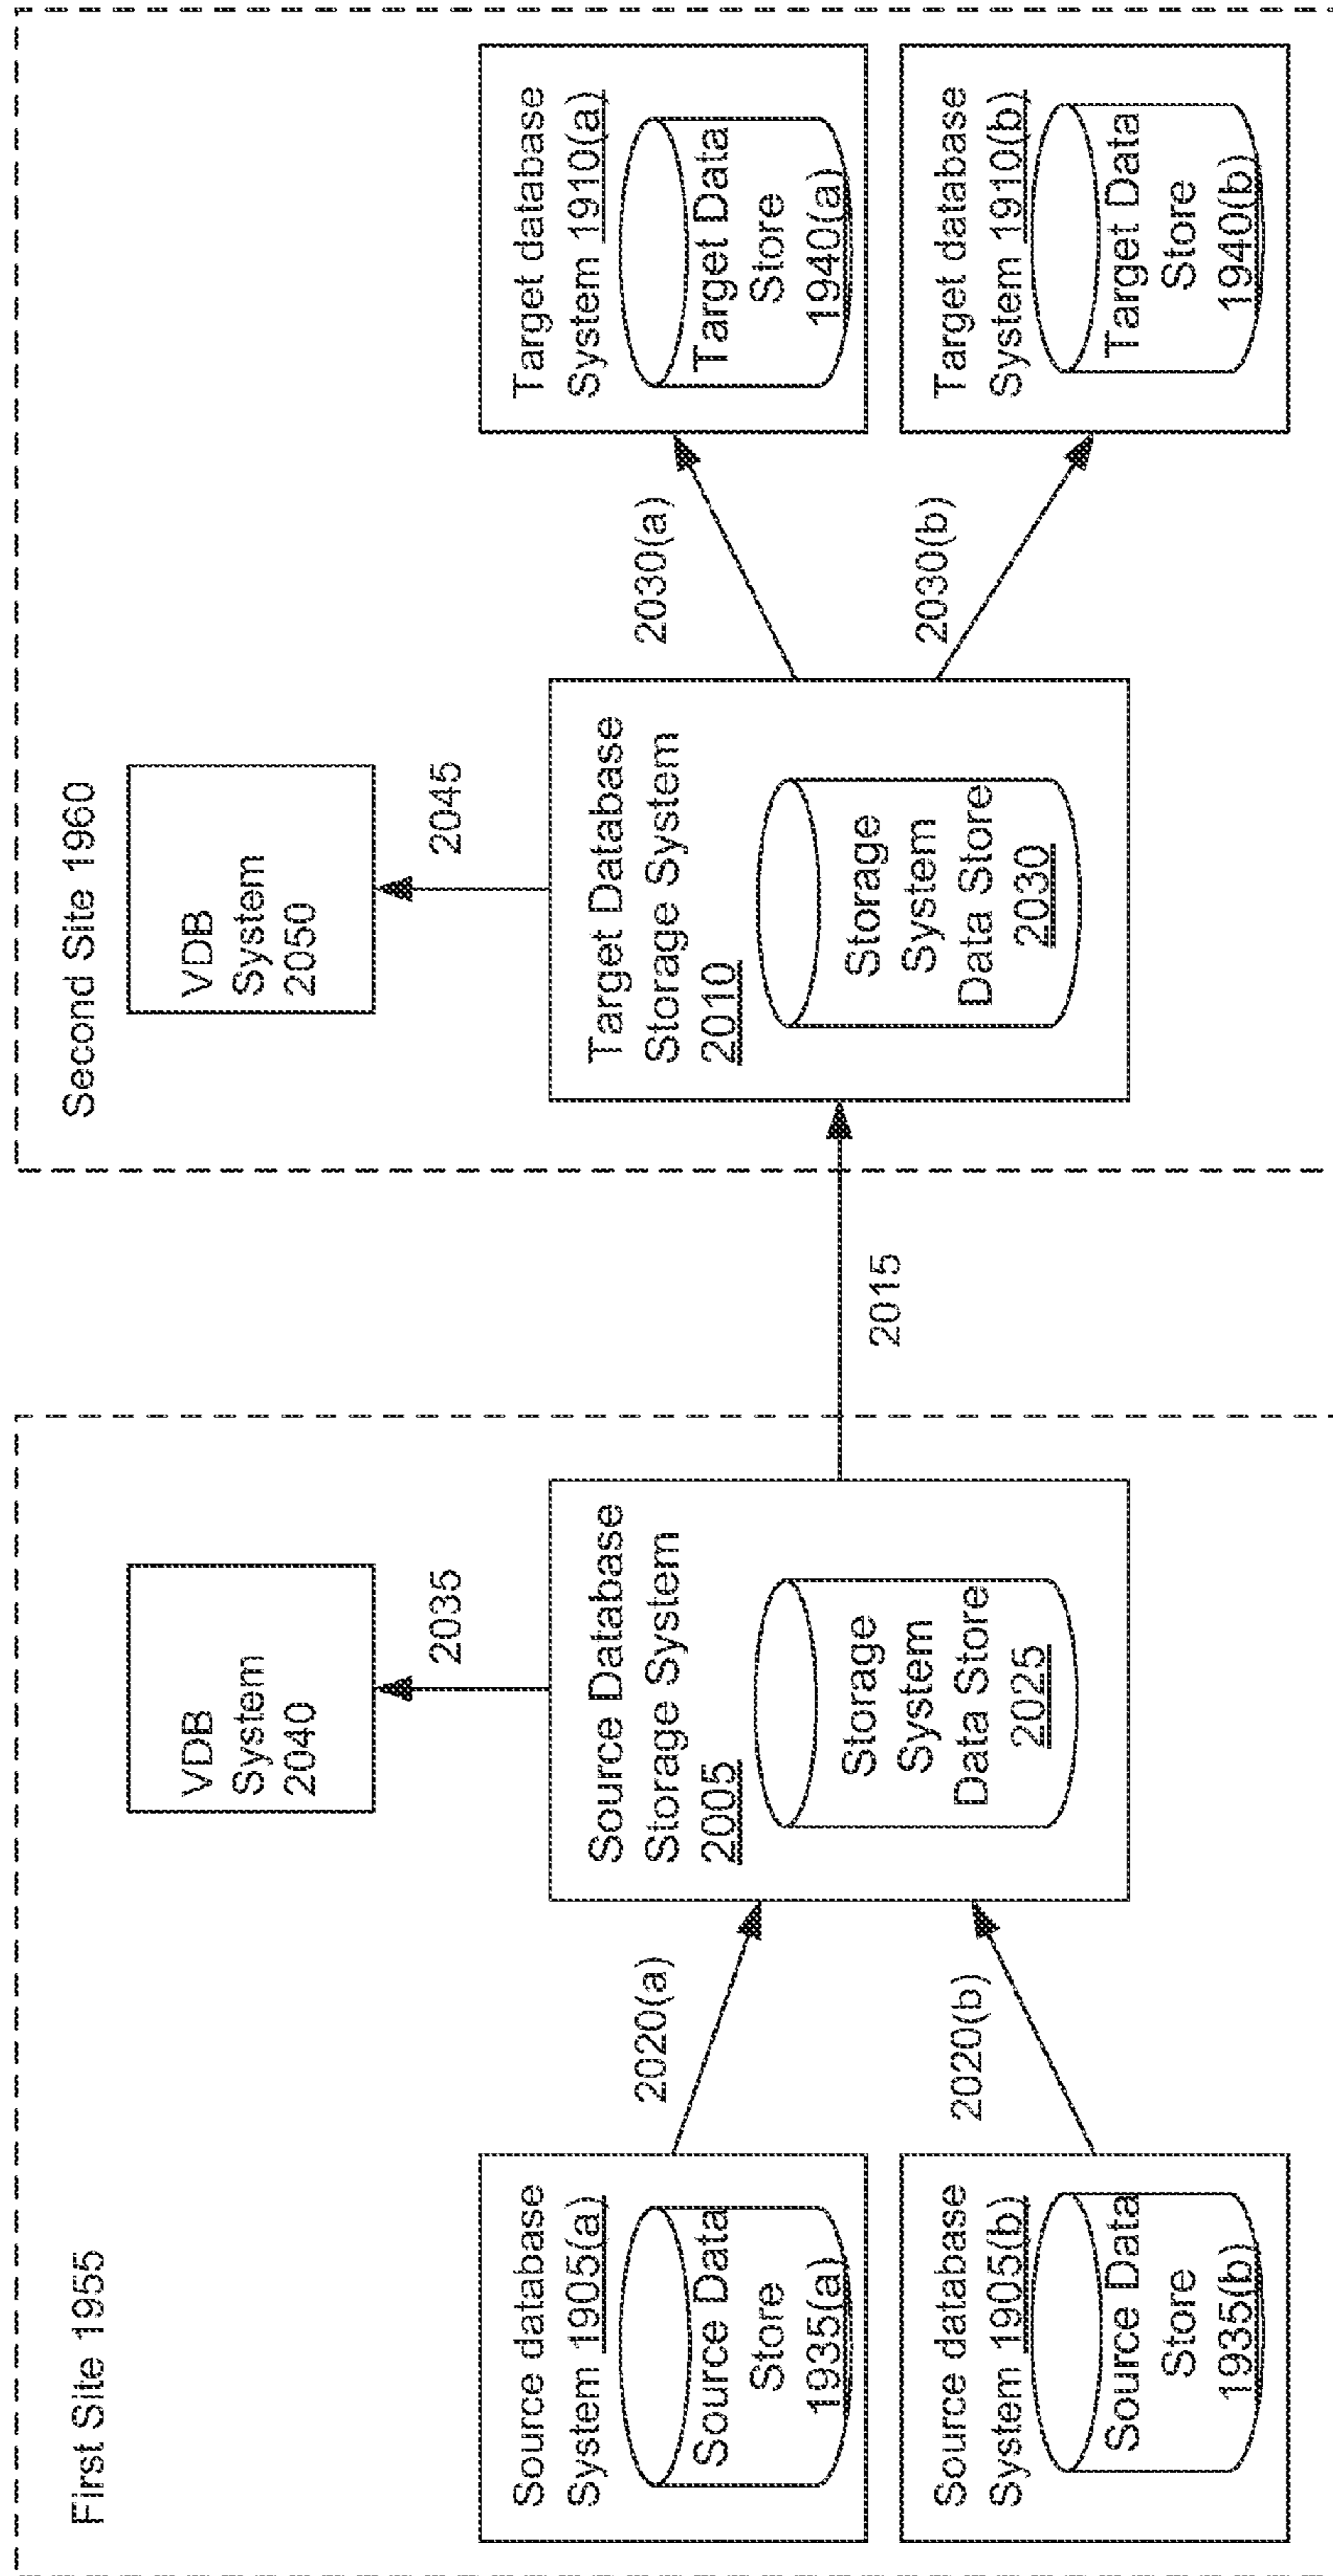 First Site 1955
VDB
System
2040
2035
Source database
System 1905(a)
Source Data
Store
1935(a)
2020(a)
Source Database
Storage System
2005
Storage
System
Data Store
2025
Source database
System 1905(b)
Source Data
Store
1935(b)
2020(b)
2015
Second Site 1960
VDB
System
2050
2045
Target Database
Storage System
2010
Storage
System
Data Store
2030
2030(a)
Target database
System 1910(a)
Target Data
Store
1940(a)
2030(b)
Target database
System 1910(b)
Target Data
Store
1940(b)